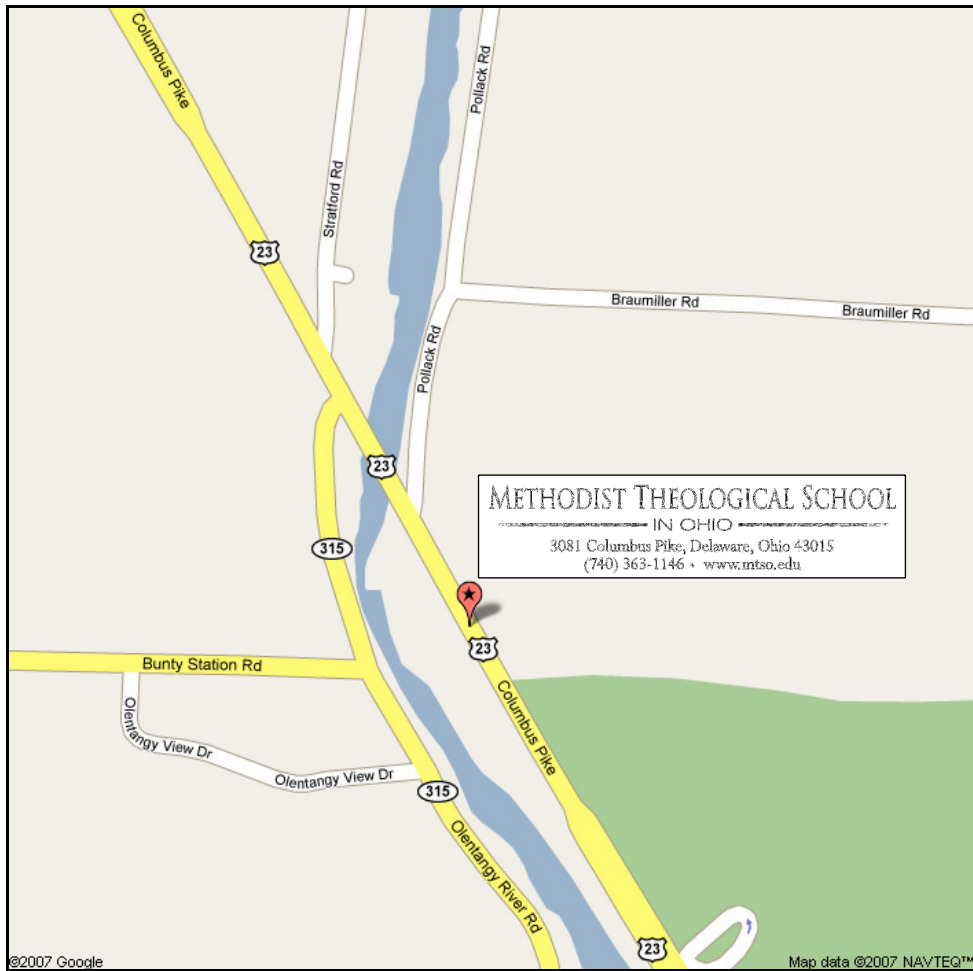 Columbus Pike
Pollack Rd
Stratford Rd
23
Braumiller Rd
Braumiller Rd
Pollack Rd
23
METHODIST THEOLOGICAL SCHOOL
IN OHIO
3081 Columbus Pike, Delaware, Ohio 43015
(740) 363-1146 • www.mtso.edu
315
23
Bunty Station Rd
Columbus Pike
Olentangy View Dr
Olentangy View Dr
315
Olentangy River Rd
23
©2007 Google
Map data ©2007 NAVTEQ™